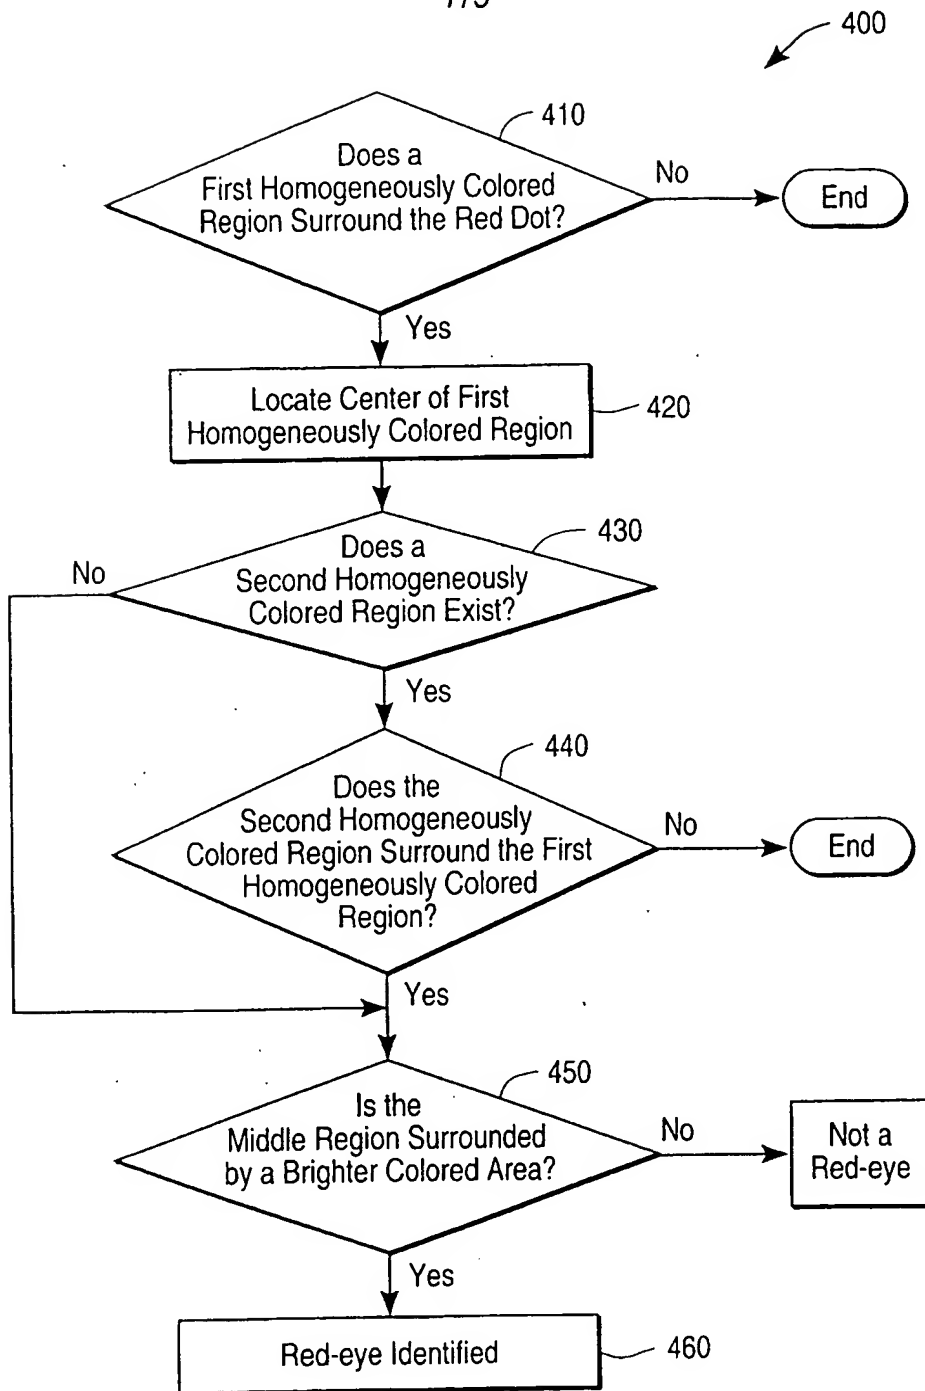 400
410
Does a
First Homogeneously Colored
Region Surround the Red Dot?
No
End
Yes
Locate Center of First
Homogeneously Colored Region
420
430
No
Does a
Second Homogeneously
Colored Region Exist?
Yes
440
Does the
Second Homogeneously
Colored Region Surround the First
Homogeneously Colored
Region?
No
End
Yes
450
Is the
Middle Region Surrounded
by a Brighter Colored Area?
No
Not a
Red-eye
Yes
Red-eye Identified
460